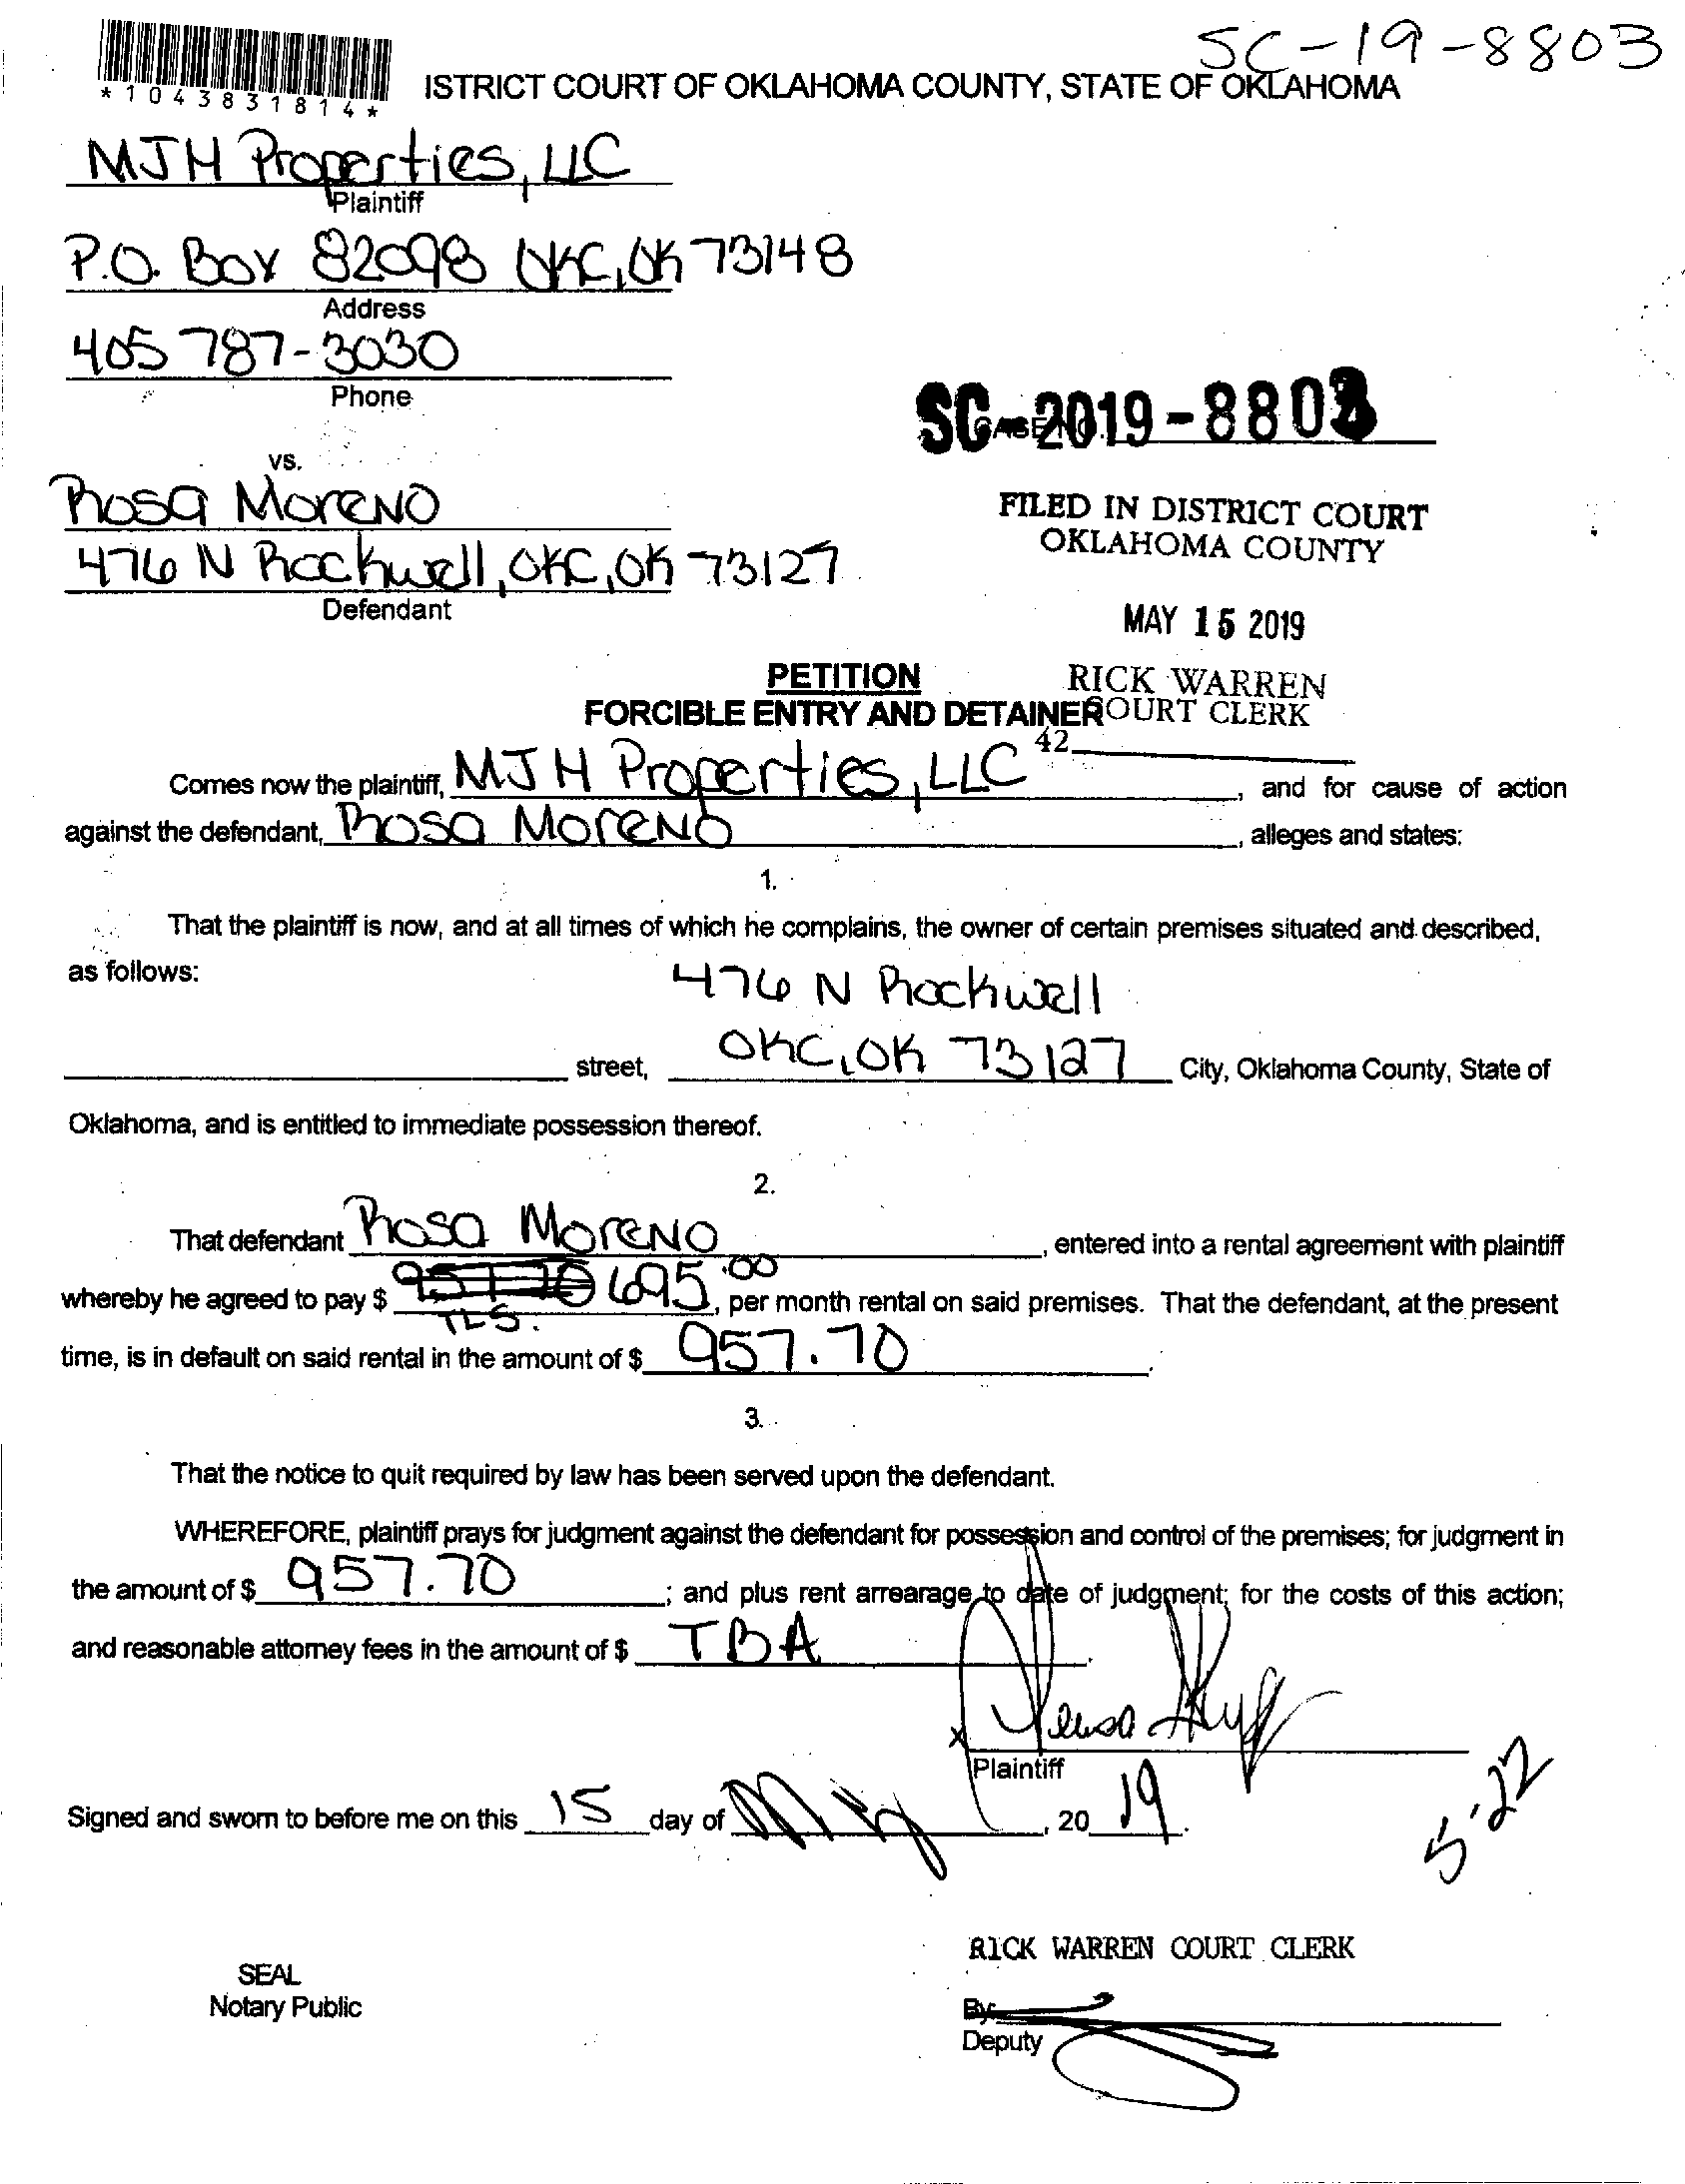 SC-19-8803
*1043831814*
ISTRICT COURT OF OKLAHOMA COUNTY, STATE OF OKLAHOMA
MJH Properties, LLC
Plaintiff
P.O. Box 82098 OKC, OK 73148
Address
405 787-3030
Phone
SC-2019-8803
vs.
Rosa Moreno
476 N Rockwell, OKC, OK 73127
Defendant
FILED IN DISTRICT COURT
OKLAHOMA COUNTY
MAY 15 2019
RICK WARREN
COURT CLERK
42
PETITION
FORCIBLE ENTRY AND DETAINER
Comes now the plaintiff, MJH Properties, LLC, and for cause of action
against the defendant, Rosa Moreno, alleges and states:
1.
That the plaintiff is now, and at all times of which he complains, the owner of certain premises situated and described,
as follows:
476 N Rockwell
street, OKC, OK 73127 City, Oklahoma County, State of
Oklahoma, and is entitled to immediate possession thereof.
2.
That defendant Rosa Moreno, entered into a rental agreement with plaintiff
whereby he agreed to pay $ 957.70 695.00, per month rental on said premises. That the defendant, at the present
TLS.
time, is in default on said rental in the amount of $ 957.70.
3.
That the notice to quit required by law has been served upon the defendant.
WHEREFORE, plaintiff prays for judgment against the defendant for possession and control of the premises; for judgment in
the amount of $ 957.70; and plus rent arrearage to date of judgment; for the costs of this action;
and reasonable attorney fees in the amount of $ TBA.
x
Plaintiff
Signed and sworn to before me on this 15 day of May, 2019.
5-22
RICK WARREN COURT CLERK
SEAL
Notary Public
By:
Deputy